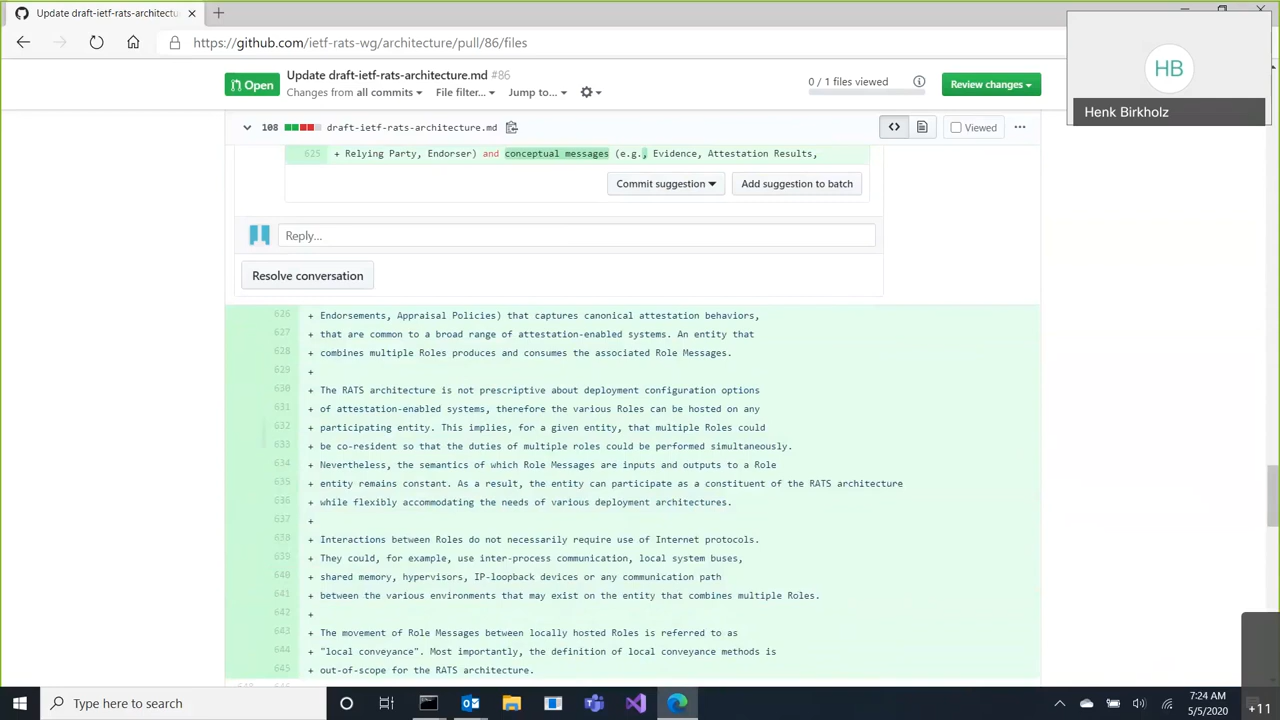 Update draft-ietf-rats-architectu
https://github.com/ietf-rats-wg/architecture/pull/86/files
HB
Henk Birkholz
Open
Update draft-ietf-rats-architecture.md #86
Changes from all commits
File filter...
Jump to...
0 / 1 files viewed
Review changes
108
draft-ietf-rats-architecture.md
Viewed
625 + Relying Party, Endorser) and conceptual messages (e.g., Evidence, Attestation Results,
Commit suggestion
Add suggestion to batch
Reply...
Resolve conversation
626 + Endorsements, Appraisal Policies) that captures canonical attestation behaviors,
627 + that are common to a broad range of attestation-enabled systems. An entity that
628 + combines multiple Roles produces and consumes the associated Role Messages.
629 +
630 + The RATS architecture is not prescriptive about deployment configuration options
631 + of attestation-enabled systems, therefore the various Roles can be hosted on any
632 + participating entity. This implies, for a given entity, that multiple Roles could
633 + be co-resident so that the duties of multiple roles could be performed simultaneously.
634 + Nevertheless, the semantics of which Role Messages are inputs and outputs to a Role
635 + entity remains constant. As a result, the entity can participate as a constituent of the RATS architecture
636 + while flexibly accommodating the needs of various deployment architectures.
637 +
638 + Interactions between Roles do not necessarily require use of Internet protocols.
639 + They could, for example, use inter-process communication, local system buses,
640 + shared memory, hypervisors, IP-loopback devices or any communication path
641 + between the various environments that may exist on the entity that combines multiple Roles.
642 +
643 + The movement of Role Messages between locally hosted Roles is referred to as
644 + "local conveyance". Most importantly, the definition of local conveyance methods is
645 + out-of-scope for the RATS architecture.
Type here to search
7:24 AM
5/5/2020
+11